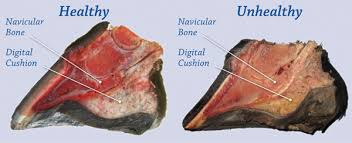 Healthy
Navicular
Bone
Digital
Cushion
Unhealthy
Navicular
Bone
Digital
Cushion